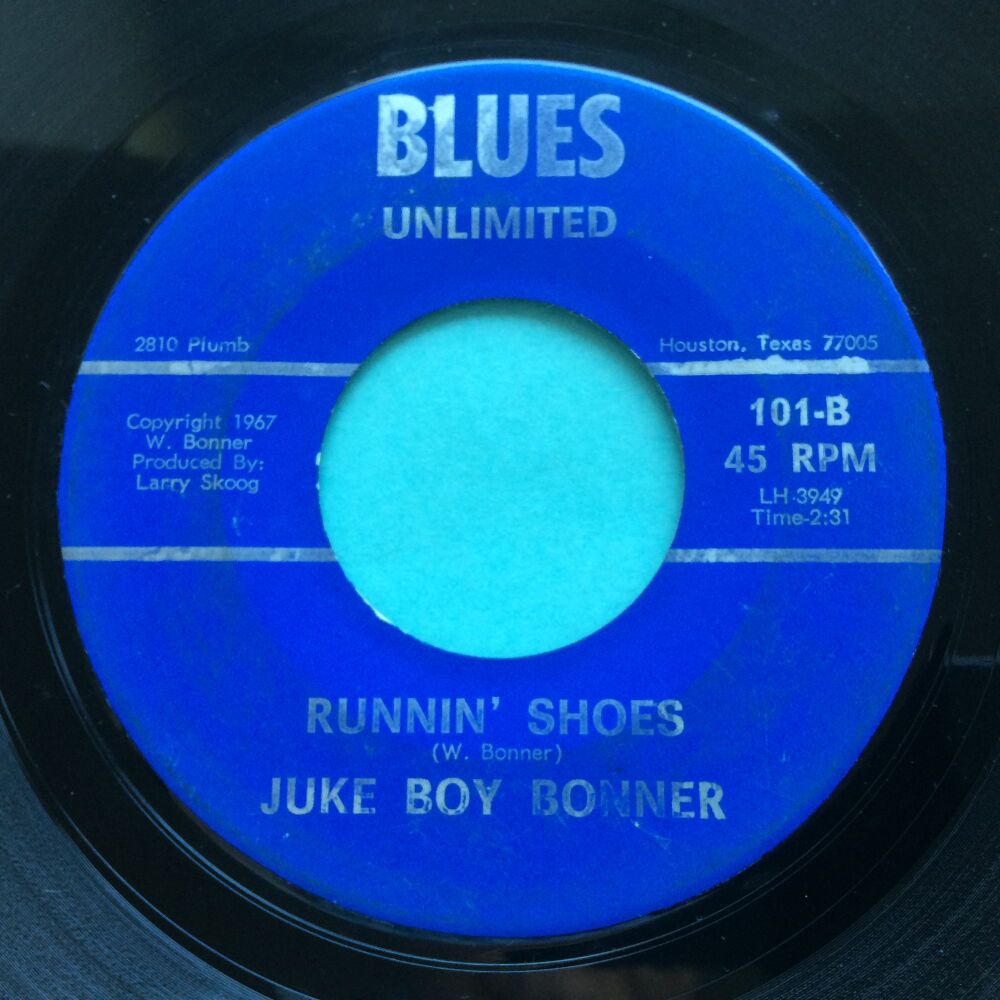 BLUES
UNLIMITED
2810 Plumb
Houston, Texas 77005
Copyright 1967
W. Bonner
Produced By:
Larry Skoog
101-B
45 RPM
LH-3949
Time-2:31
RUNNIN' SHOES
(W. Bonner)
JUKE BOY BONNER